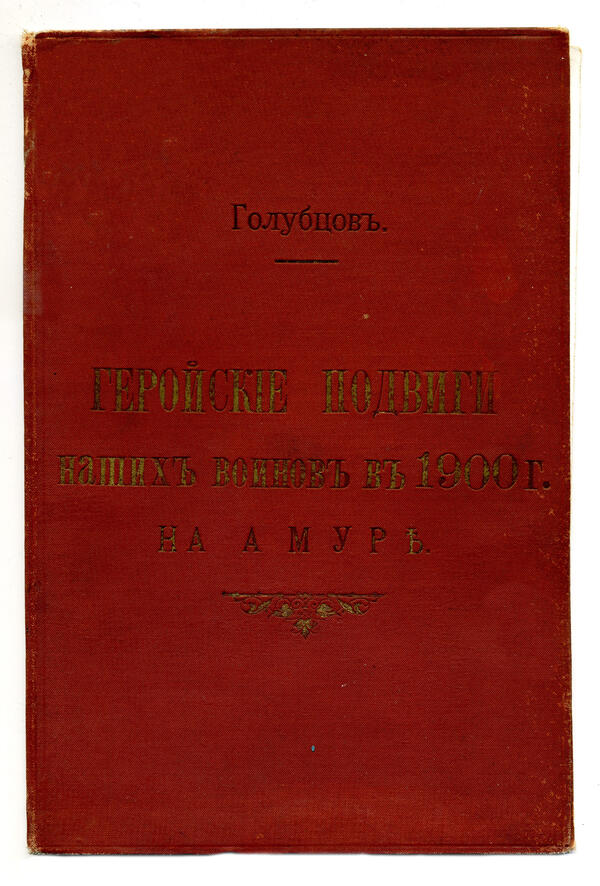 Голубцовъ.
ГЕРОЙСКІЕ ПОДВИГИ
НАШИХЪ ВОИНОВЪ ВЪ 1900 г.
НА АМУРѢ.